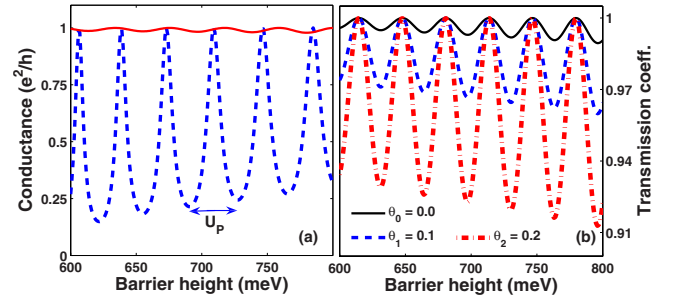 Conductance (e²/h)
1
0.75
0.5
0.25
0
600
650
700
750
Barrier height (meV)
U_P
(a)
θ₀ = 0.0
θ₁ = 0.1
θ₂ = 0.2
(b)
600
650
700
750
800
Barrier height (meV)
1
0.97
0.94
0.91
Transmission coeff.